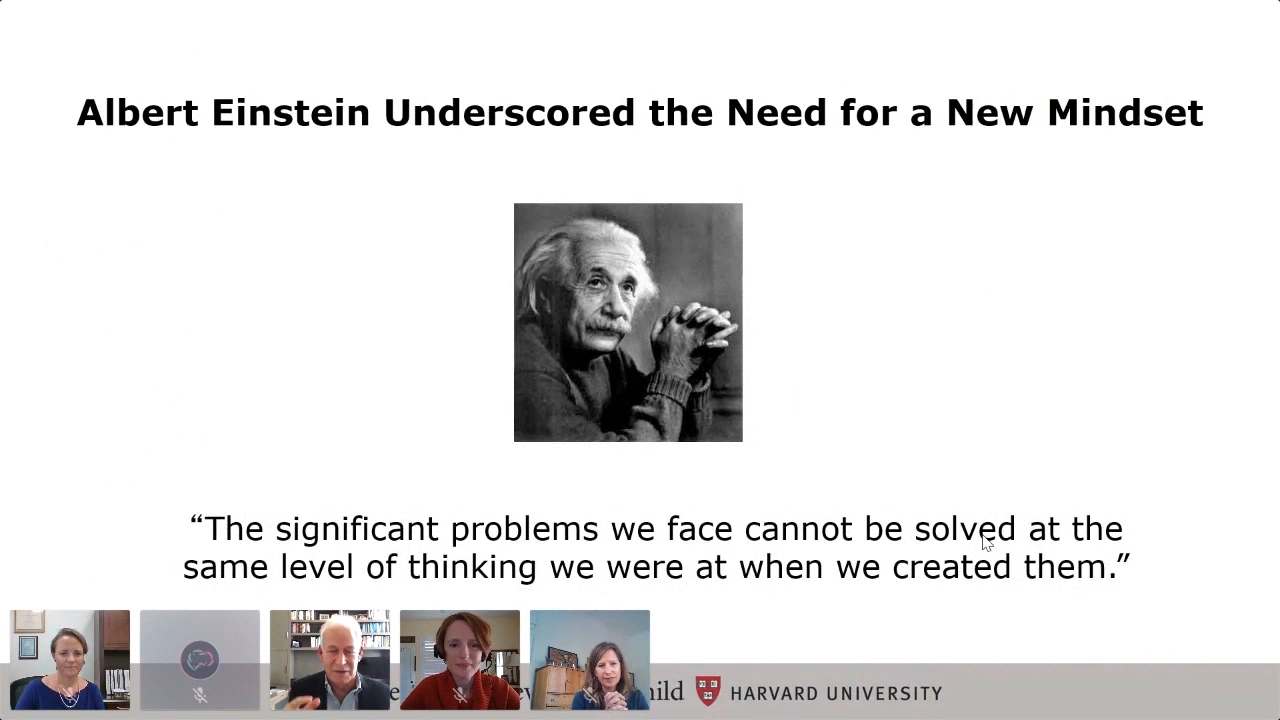 Albert Einstein Underscored the Need for a New Mindset
“The significant problems we face cannot be solved at the
same level of thinking we were at when we created them.”
HARVARD UNIVERSITY